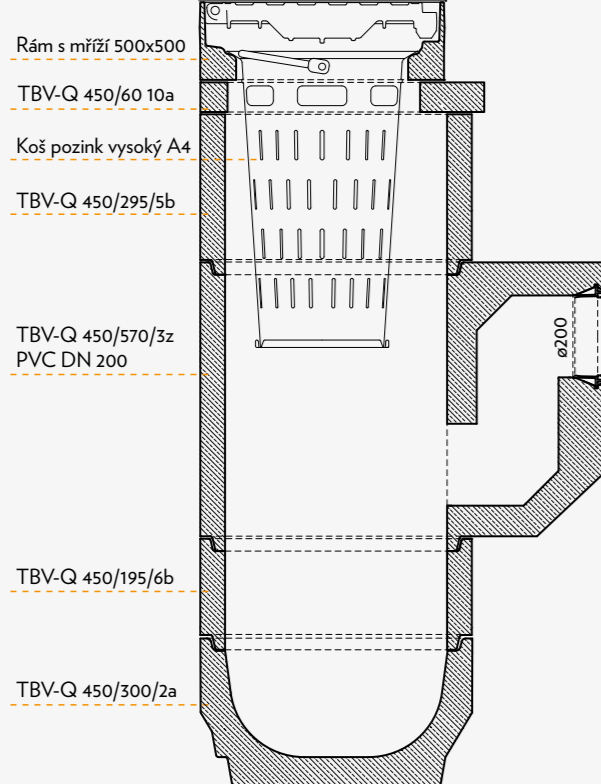 Rám s mříží 500x500
TBV-Q 450/60 10a
Koš pozink vysoký A4
TBV-Q 450/295/5b
TBV-Q 450/570/3z
PVC DN 200
ø200
TBV-Q 450/195/6b
TBV-Q 450/300/2a